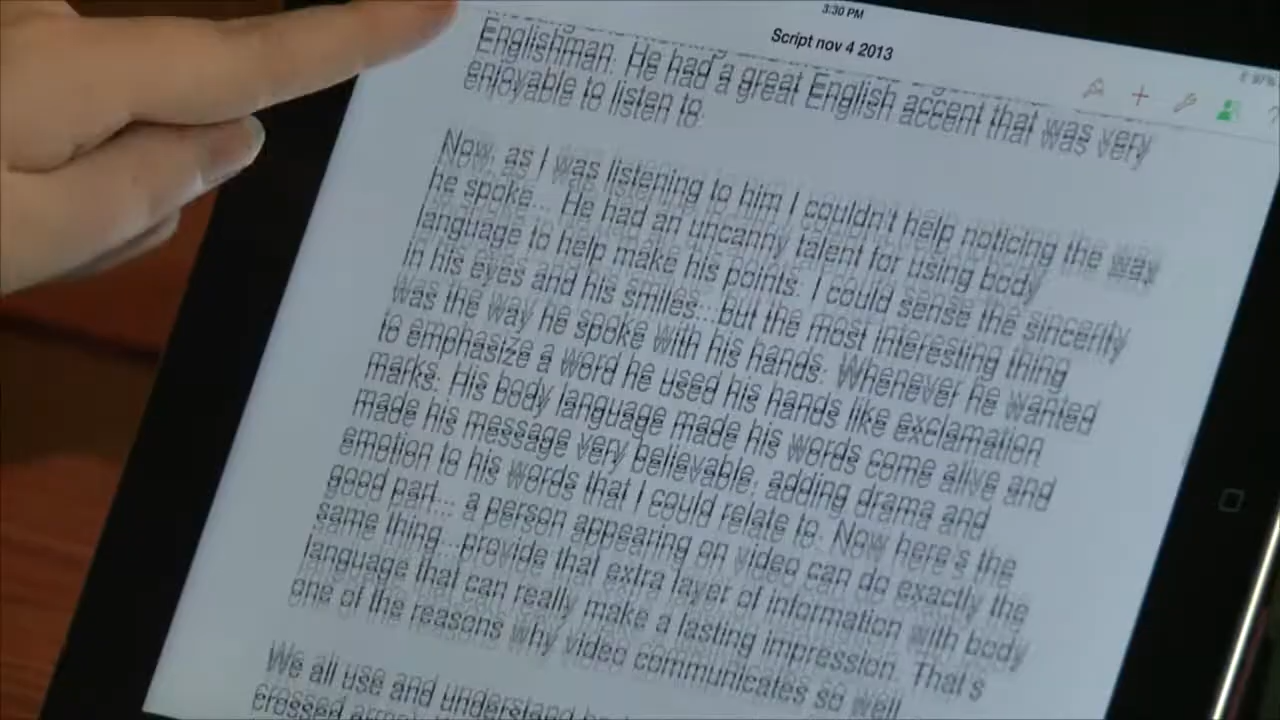 3:30 PM
Script nov 4 2013
97%
Englishman. He had a great English accent that was very
enjoyable to listen to.
Now, as I was listening to him I couldn't help noticing the way
he spoke... He had an uncanny talent for using body
language to help make his points. I could sense the sincerity
in his eyes and his smiles...but the most interesting thing
was the way he spoke with his hands. Whenever he wanted
to emphasize a word he used his hands like exclamation
marks. His body language made his words come alive and
made his message very believable, adding drama and
emotion to his words that I could relate to. Now here's the
good part... a person appearing on video can do exactly the
same thing...provide that extra layer of information with body
language that can really make a lasting impression. That's
one of the reasons why video communicates so well
We all use and understand
crossed